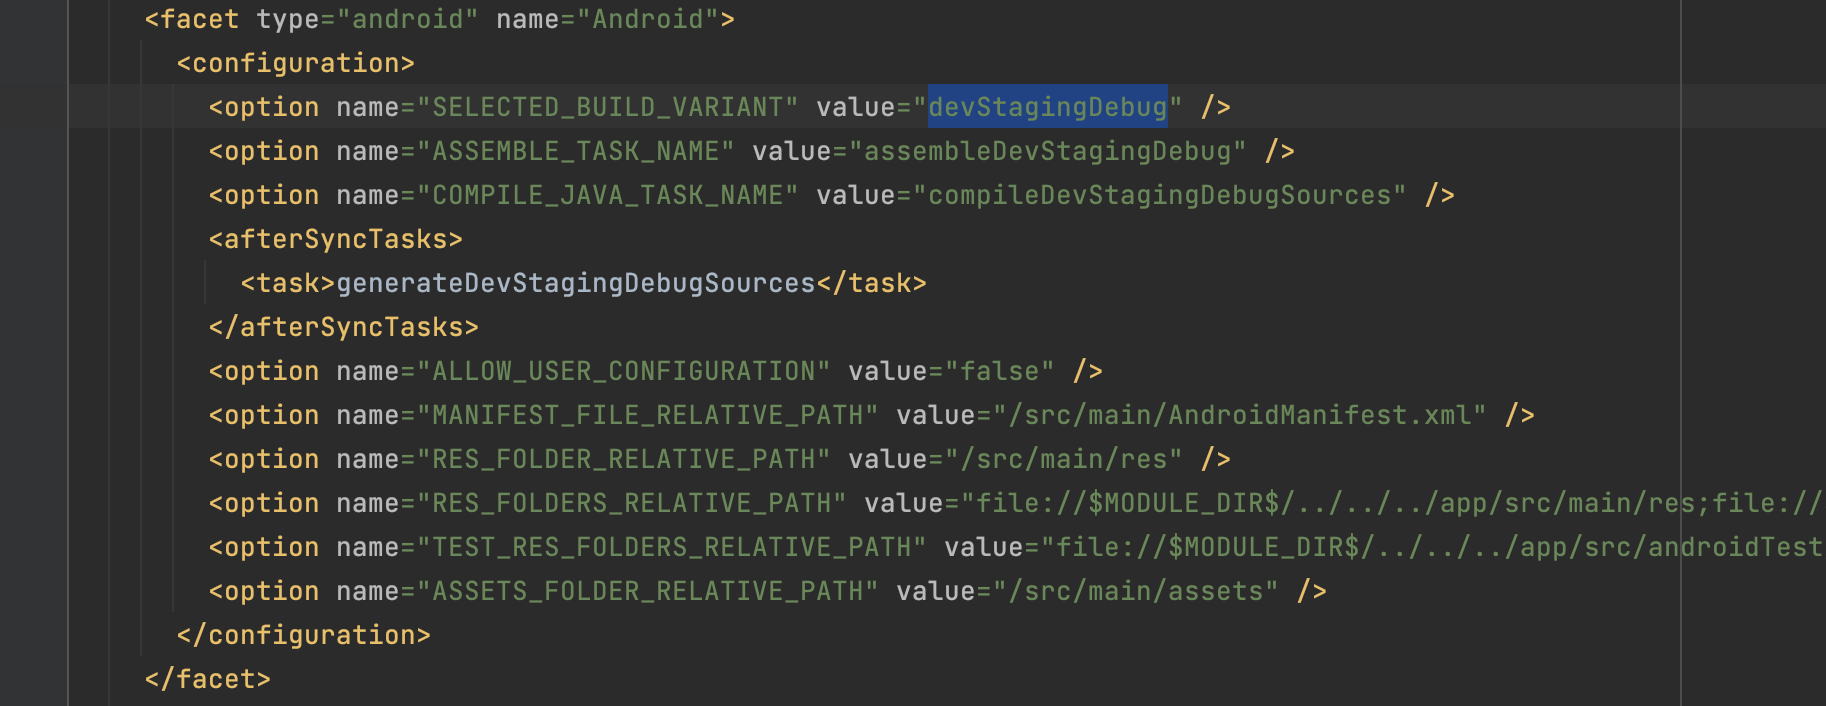 <facet type="android" name="Android">
<configuration>
<option name="SELECTED_BUILD_VARIANT" value="devStagingDebug" />
<option name="ASSEMBLE_TASK_NAME" value="assembleDevStagingDebug" />
<option name="COMPILE_JAVA_TASK_NAME" value="compileDevStagingDebugSources" />
<afterSyncTasks>
<task>generateDevStagingDebugSources</task>
</afterSyncTasks>
<option name="ALLOW_USER_CONFIGURATION" value="false" />
<option name="MANIFEST_FILE_RELATIVE_PATH" value="/src/main/AndroidManifest.xml" />
<option name="RES_FOLDER_RELATIVE_PATH" value="/src/main/res" />
<option name="RES_FOLDERS_RELATIVE_PATH" value="file://$MODULE_DIR$/../../../app/src/main/res;file://
<option name="TEST_RES_FOLDERS_RELATIVE_PATH" value="file://$MODULE_DIR$/../../../app/src/androidTest
<option name="ASSETS_FOLDER_RELATIVE_PATH" value="/src/main/assets" />
</configuration>
</facet>